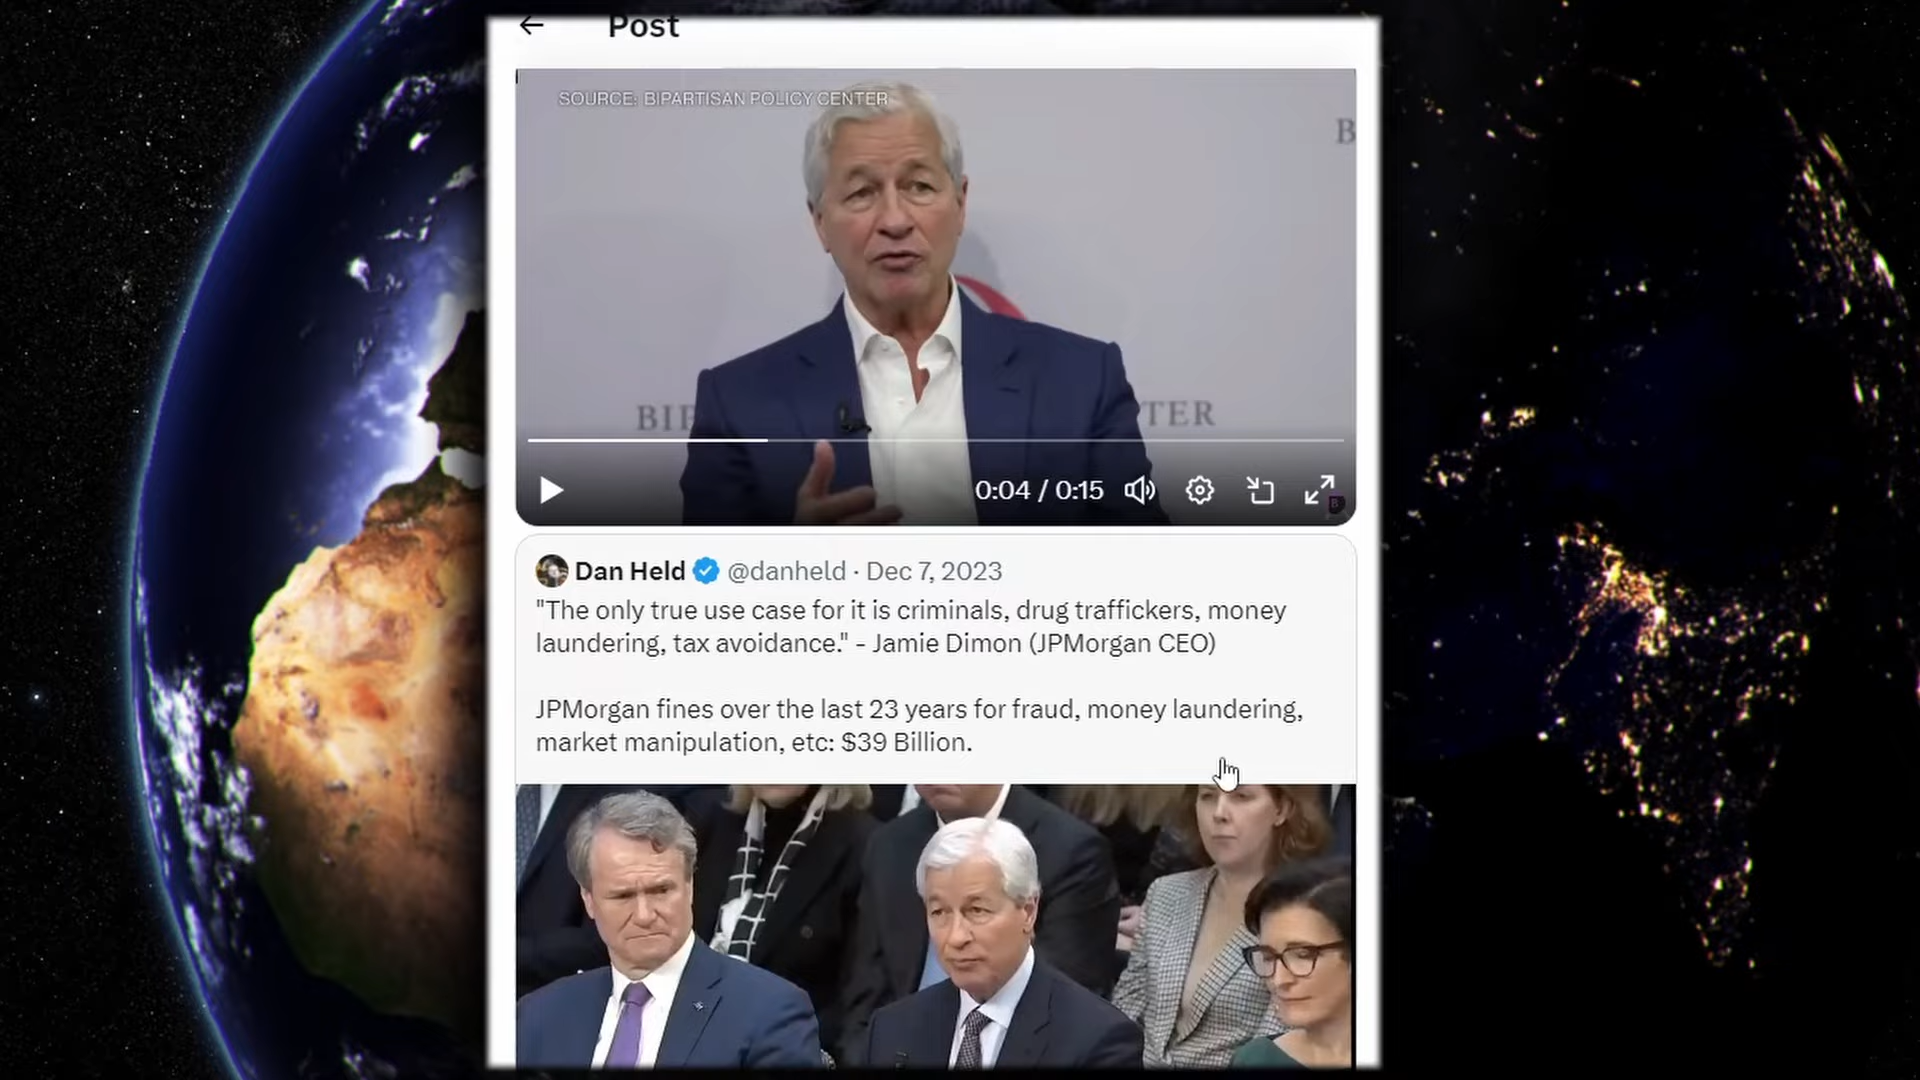 Post
SOURCE: BIPARTISAN POLICY CENTER
B
BIP
TER
0:04 / 0:15
Dan Held @danheld · Dec 7, 2023
"The only true use case for it is criminals, drug traffickers, money
laundering, tax avoidance." - Jamie Dimon (JPMorgan CEO)
JPMorgan fines over the last 23 years for fraud, money laundering,
market manipulation, etc: $39 Billion.